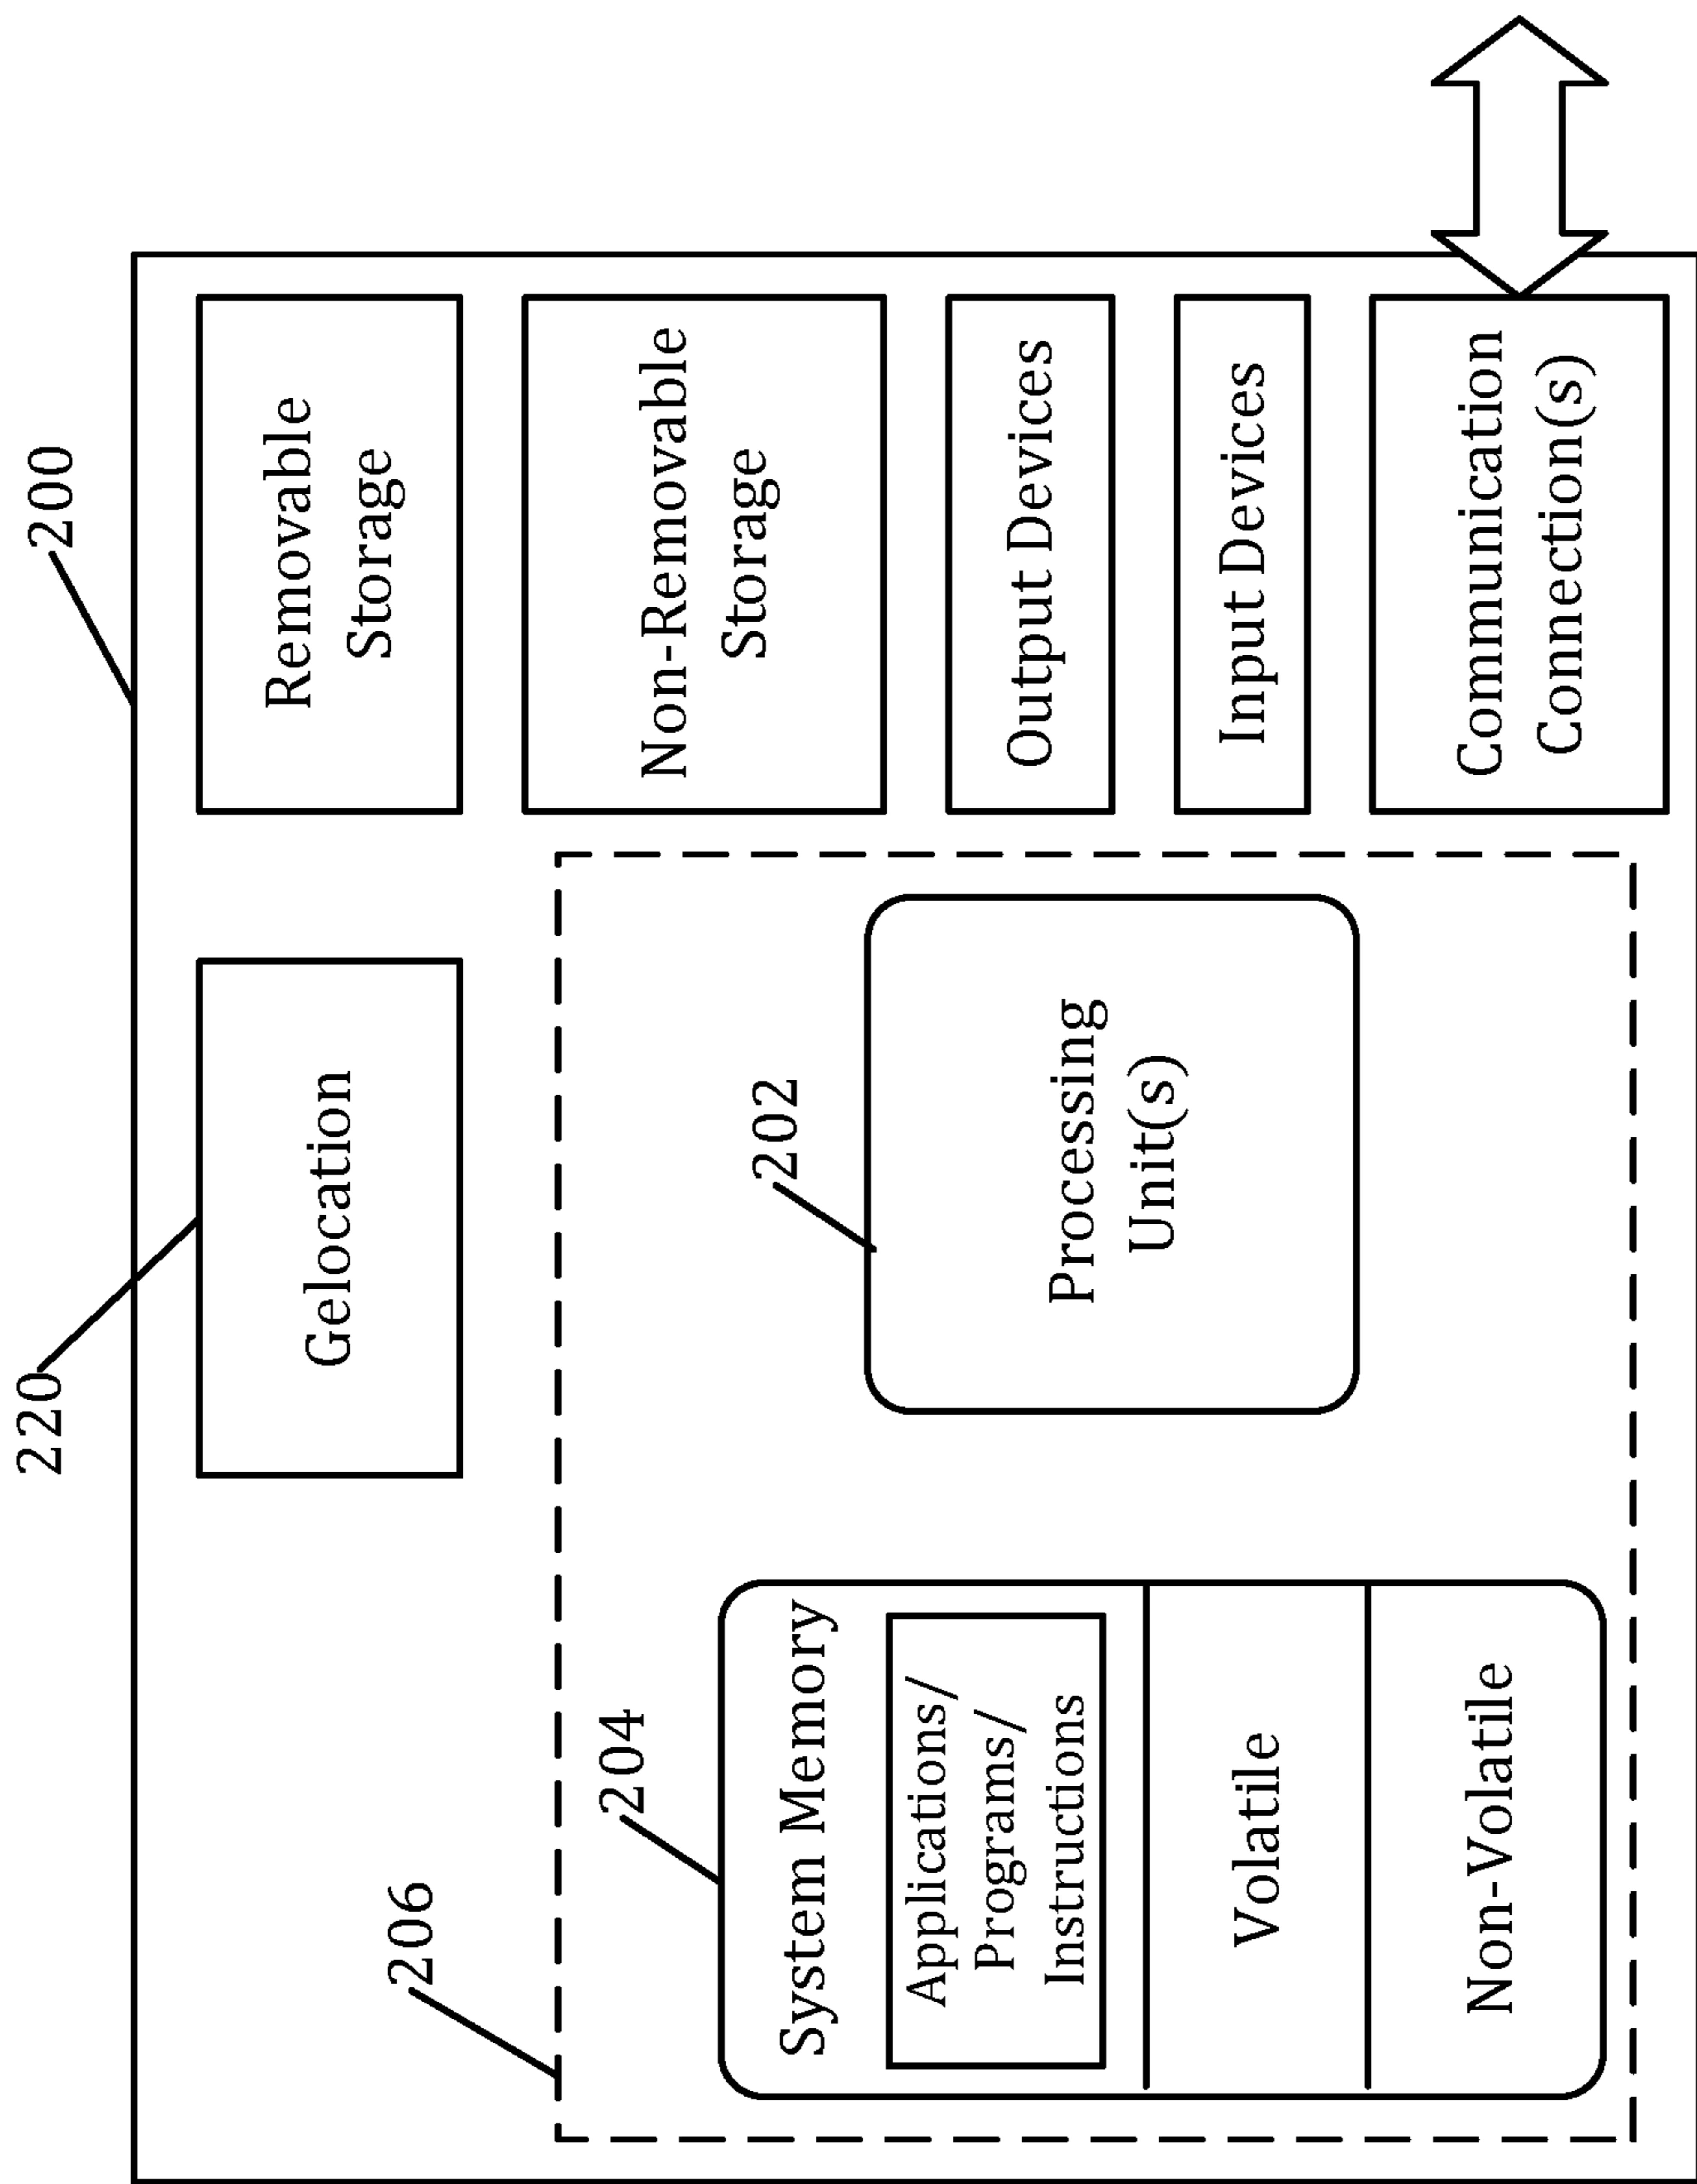 200
220
Gelocation
Removable
Storage
206
204
System Memory
Applications/
Programs/
Instructions
Volatile
Non-Volatile
202
Processing
Unit(s)
Non-Removable
Storage
Output Devices
Input Devices
Communication
Connection(s)